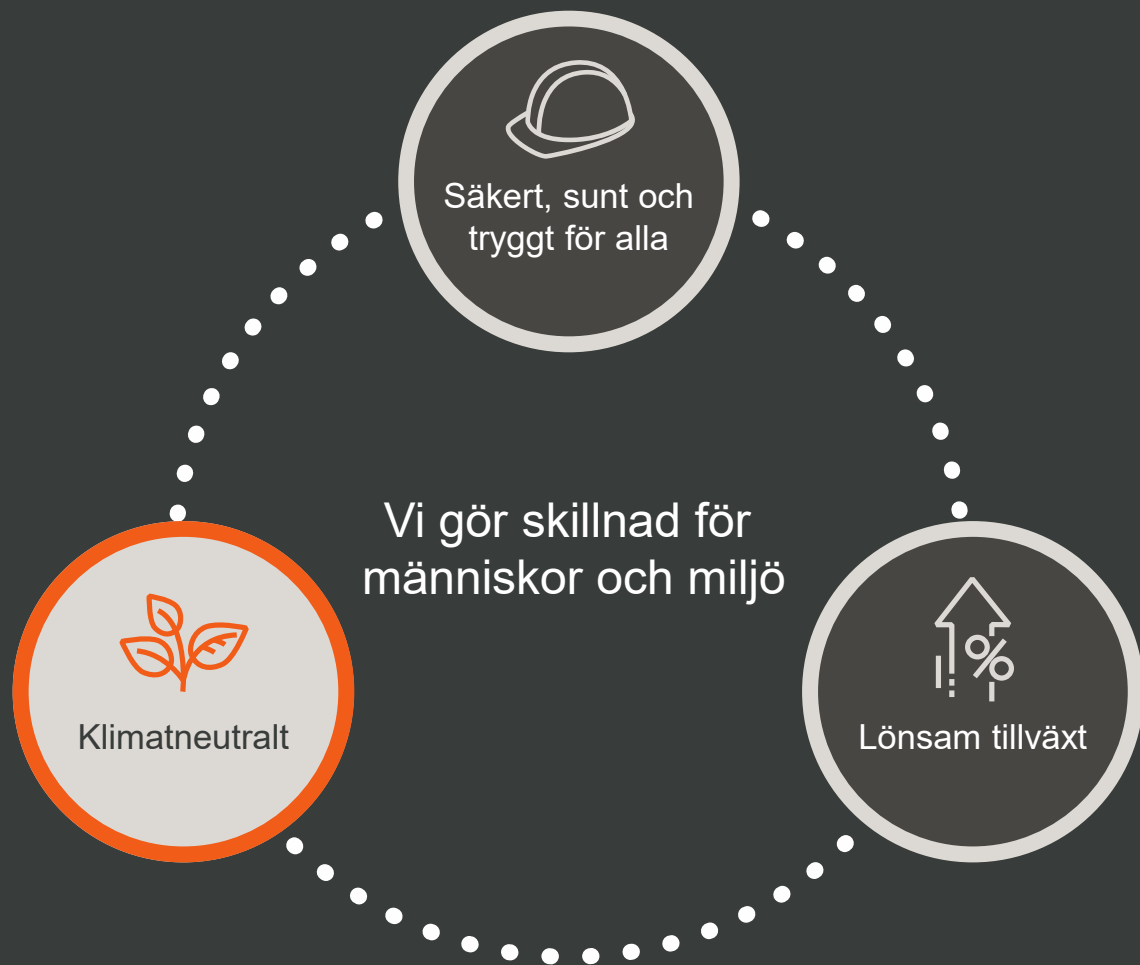 Säkert, sunt och
tryggt för alla
Vi gör skillnad för
människor och miljö
Klimatneutralt
%
Lönsam tillväxt